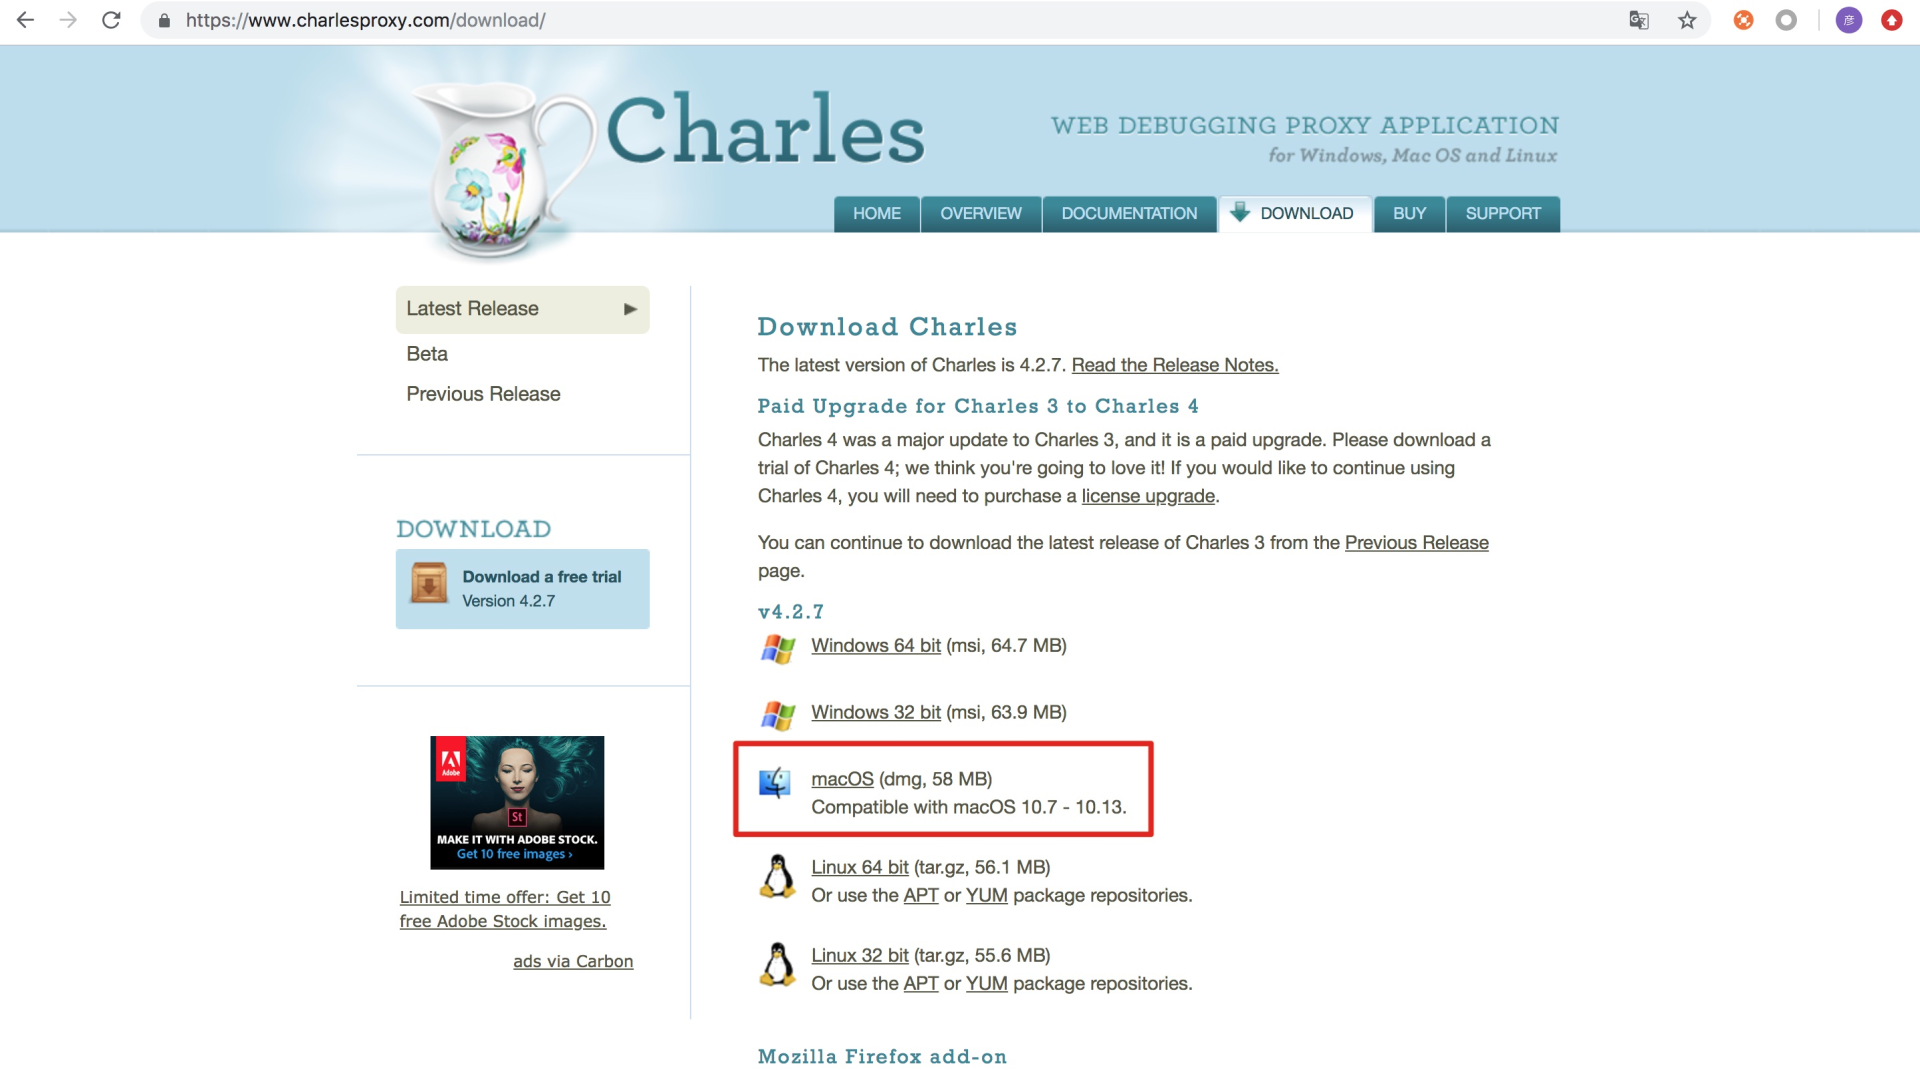 https://www.charlesproxy.com/download/
彦
Charles
WEB DEBUGGING PROXY APPLICATION
for Windows, Mac OS and Linux
HOME
OVERVIEW
DOCUMENTATION
DOWNLOAD
BUY
SUPPORT
Latest Release
Beta
Previous Release
DOWNLOAD
Download a free trial
Version 4.2.7
Adobe
St
MAKE IT WITH ADOBE STOCK.
Get 10 free images ›
Limited time offer: Get 10
free Adobe Stock images.
ads via Carbon
Download Charles
The latest version of Charles is 4.2.7. Read the Release Notes.
Paid Upgrade for Charles 3 to Charles 4
Charles 4 was a major update to Charles 3, and it is a paid upgrade. Please download a
trial of Charles 4; we think you're going to love it! If you would like to continue using
Charles 4, you will need to purchase a license upgrade.
You can continue to download the latest release of Charles 3 from the Previous Release
page.
v4.2.7
Windows 64 bit (msi, 64.7 MB)
Windows 32 bit (msi, 63.9 MB)
macOS (dmg, 58 MB)
Compatible with macOS 10.7 - 10.13.
Linux 64 bit (tar.gz, 56.1 MB)
Or use the APT or YUM package repositories.
Linux 32 bit (tar.gz, 55.6 MB)
Or use the APT or YUM package repositories.
Mozilla Firefox add-on